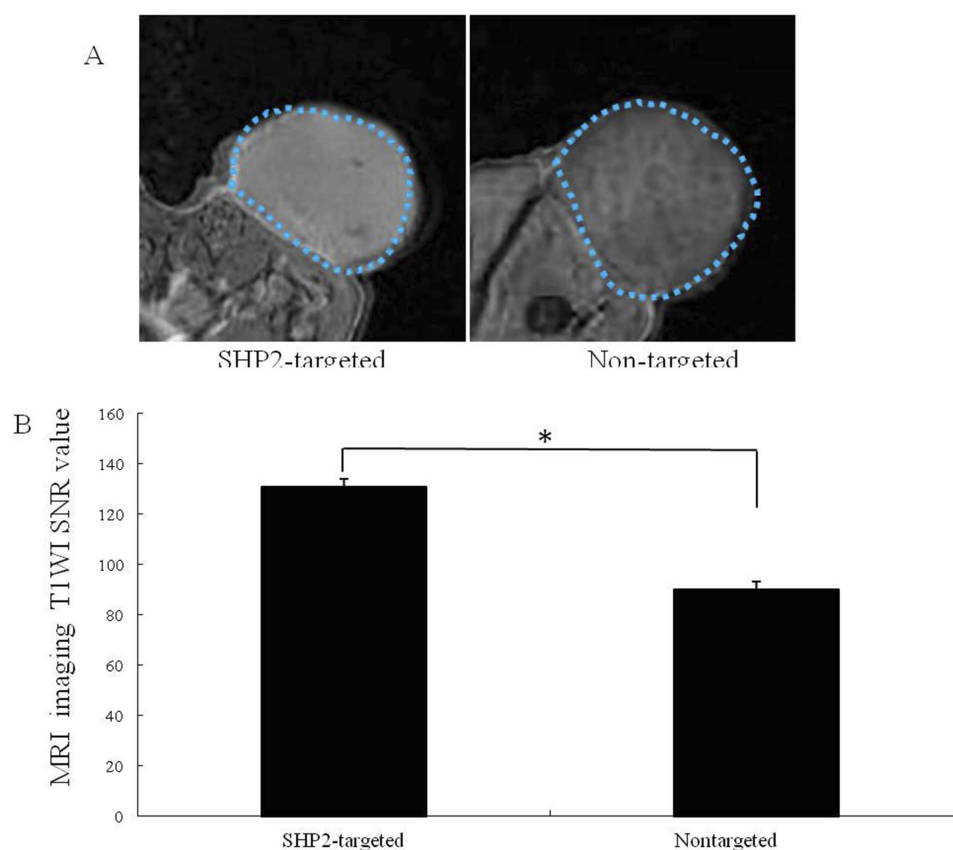 A
SHP2-targeted Non-targeted
B
MRI imaging T1WI SNR value
160
140
120
100
80
60
40
20
0
*
SHP2-targeted Nontargeted